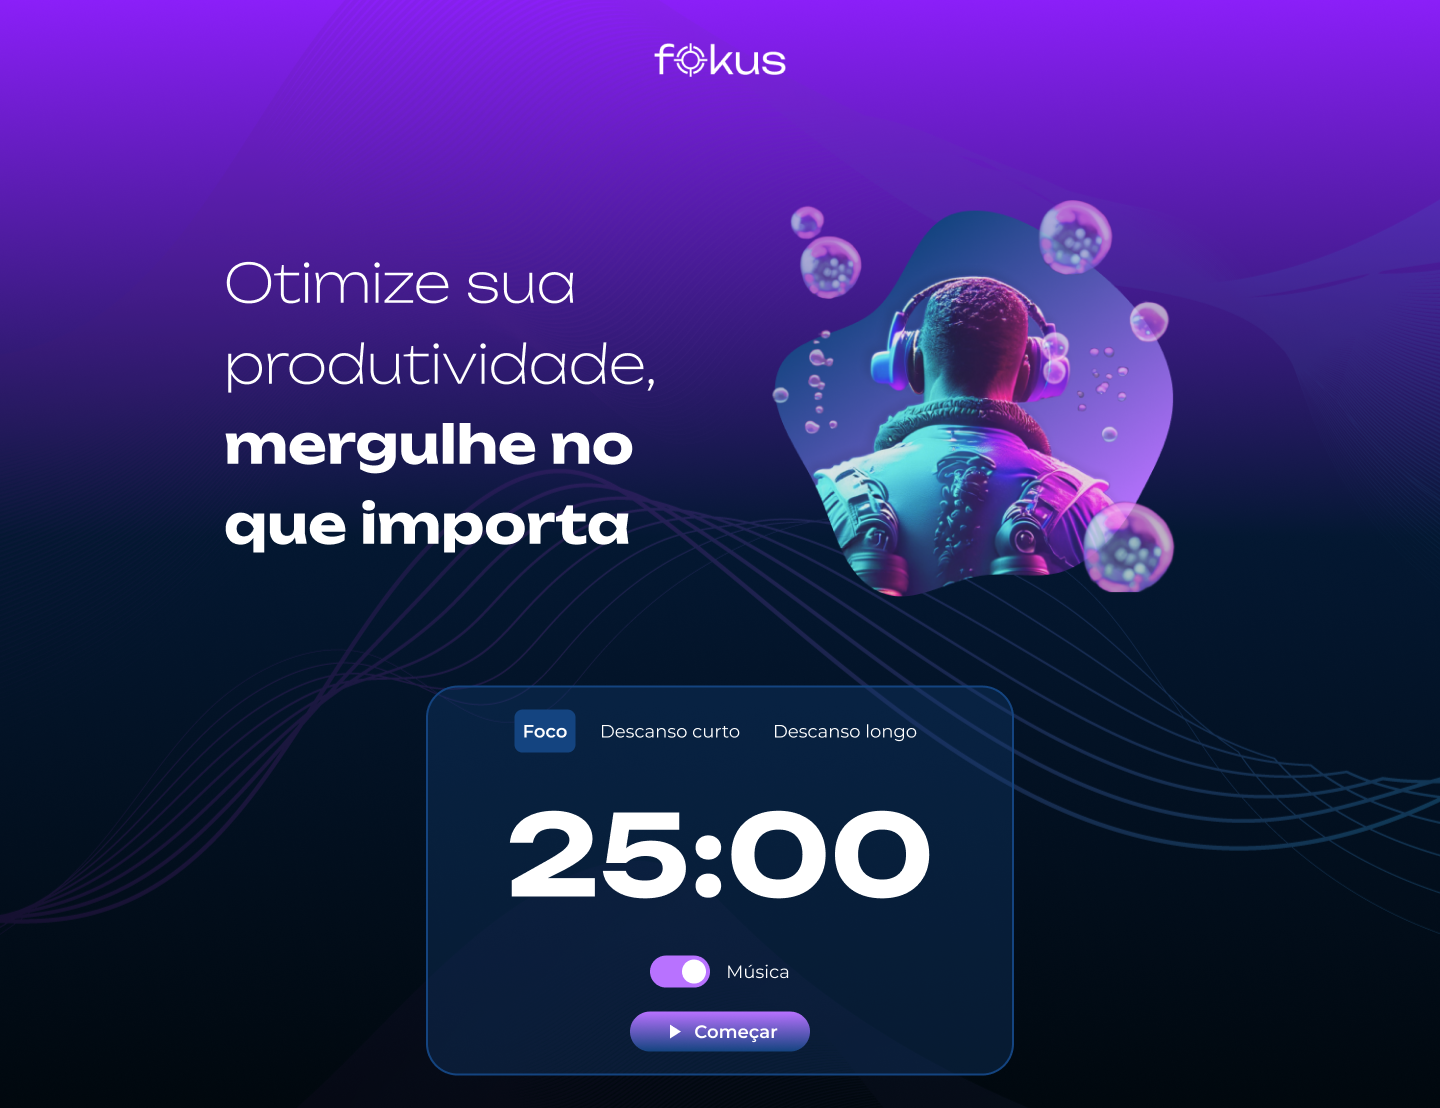 fokus
Otimize sua
produtividade,
mergulhe no
que importa
Foco Descanso curto Descanso longo
25:00
Música
Começar